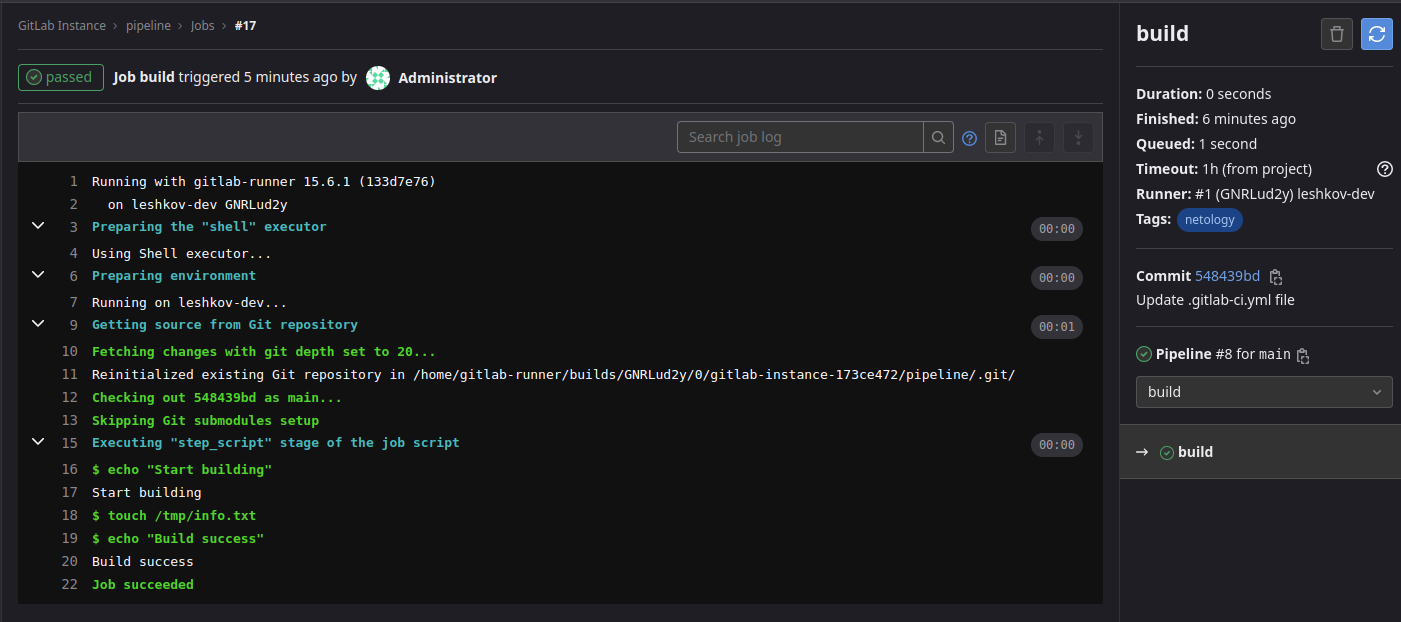 GitLab Instance › pipeline › Jobs › #17
passed Job build triggered 5 minutes ago by Administrator
Search job log
1 Running with gitlab-runner 15.6.1 (133d7e76)
2 on leshkov-dev GNRLud2y
3 Preparing the "shell" executor 00:00
4 Using Shell executor...
6 Preparing environment 00:00
7 Running on leshkov-dev...
9 Getting source from Git repository 00:01
10 Fetching changes with git depth set to 20...
11 Reinitialized existing Git repository in /home/gitlab-runner/builds/GNRLud2y/0/gitlab-instance-173ce472/pipeline/.git/
12 Checking out 548439bd as main...
13 Skipping Git submodules setup
15 Executing "step_script" stage of the job script 00:00
16 $ echo "Start building"
17 Start building
18 $ touch /tmp/info.txt
19 $ echo "Build success"
20 Build success
22 Job succeeded
build
Duration: 0 seconds
Finished: 6 minutes ago
Queued: 1 second
Timeout: 1h (from project)
Runner: #1 (GNRLud2y) leshkov-dev
Tags: netology
Commit 548439bd
Update .gitlab-ci.yml file
Pipeline #8 for main
build
→ build